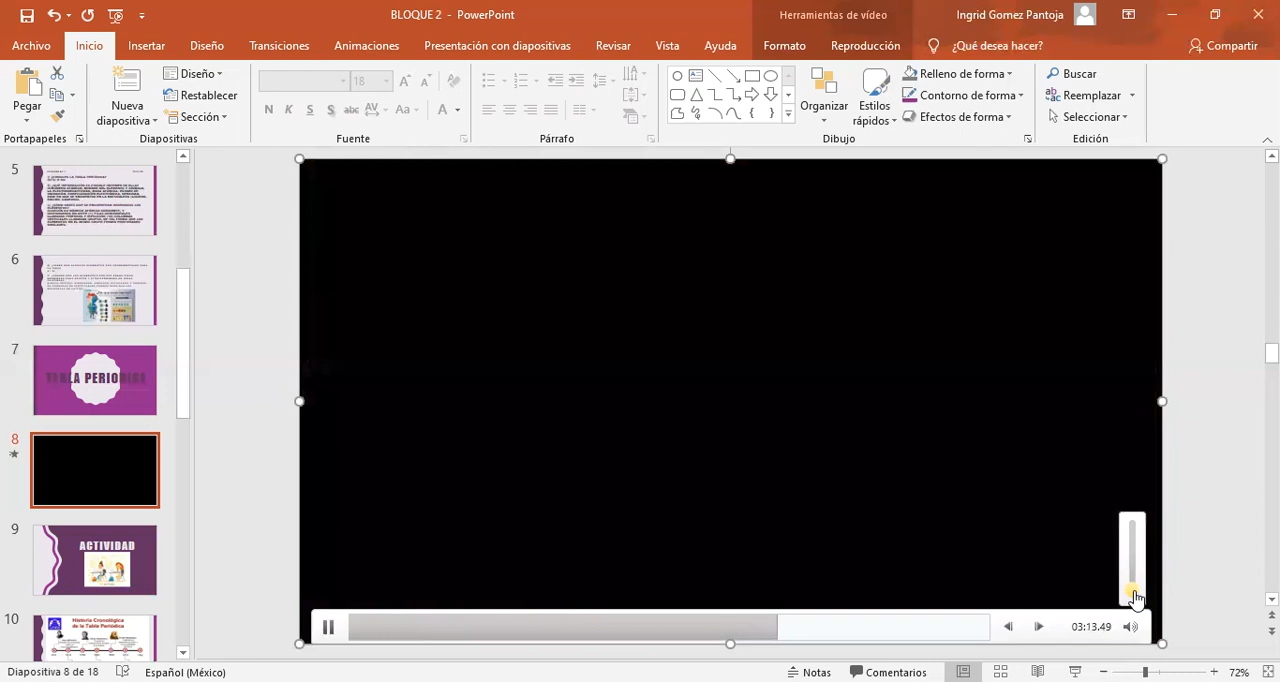 BLOQUE 2 - PowerPoint
Herramientas de vídeo
Ingrid Gomez Pantoja
Archivo
Inicio
Insertar
Diseño
Transiciones
Animaciones
Presentación con diapositivas
Revisar
Vista
Ayuda
Formato
Reproducción
¿Qué desea hacer?
Compartir
Pegar
Portapapeles
Nueva diapositiva
Diseño
Restablecer
Sección
Diapositivas
18
N K S S abc AV Aa A
Fuente
Párrafo
Organizar
Estilos rápidos
Relleno de forma
Contorno de forma
Efectos de forma
Dibujo
Buscar
Reemplazar
Seleccionar
Edición
5
6
7
TABLA PERIODICA
8
9
ACTIVIDAD
10
Historia Cronológica
de la Tabla Periódica
03:13.49
Diapositiva 8 de 18
Español (México)
Notas
Comentarios
72%